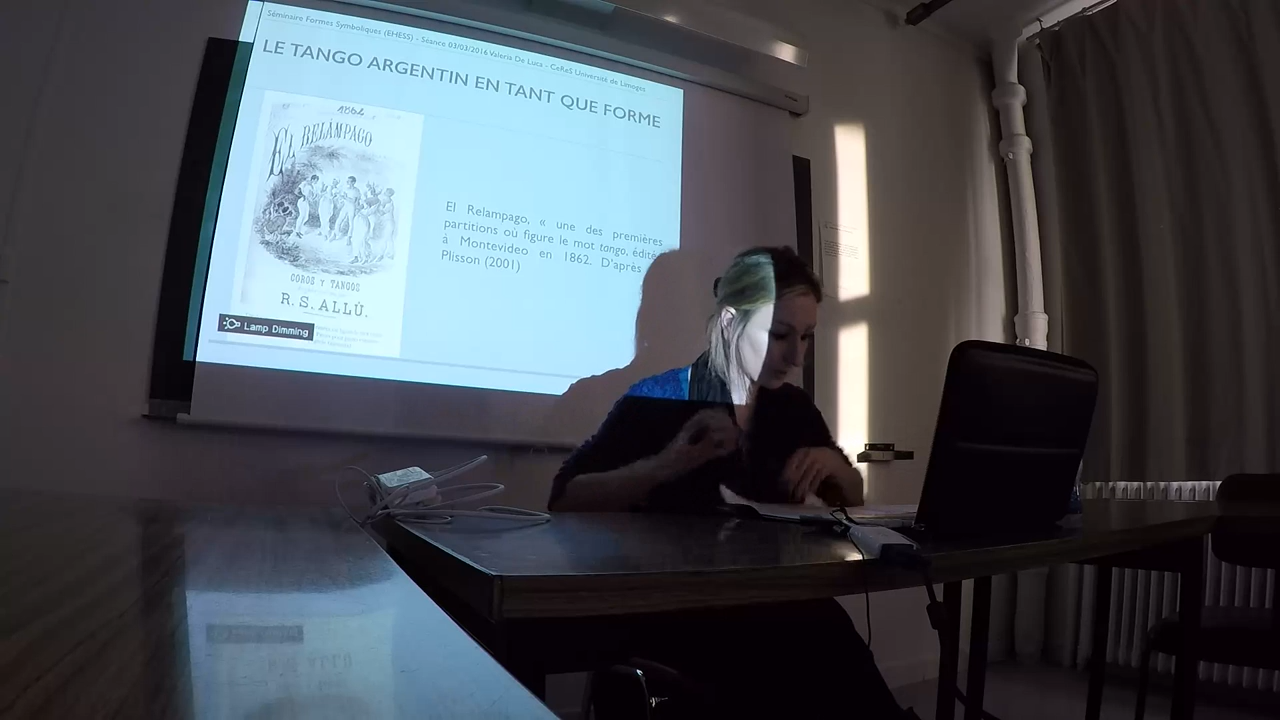 Séminaire Formes Symboliques (EHESS) - Séance 03/03/2016 Valeria De Luca - CeReS Université de Limoges
LE TANGO ARGENTIN EN TANT QUE FORME
1862
EL RELAMPAGO
COROS Y TANGOS
R. S. ALLÙ.
Lamp Dimming
El Relampago, « une des premières
partitions où figure le mot tango, édité
à Montevideo en 1862. D'après
Plisson (2001)